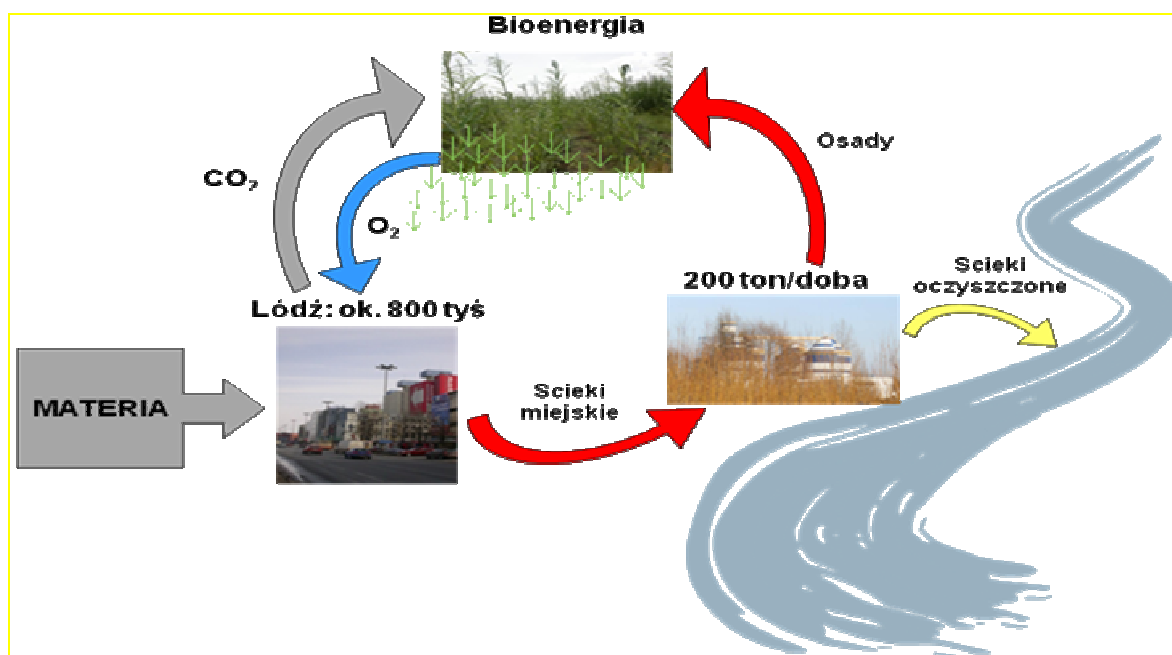 Bioenergia
Osady
CO₂
O₂
Scieki
oczyszczone
200 ton/doba
Lódź: ok. 800 tyś
MATERIA
Scieki
miejskie